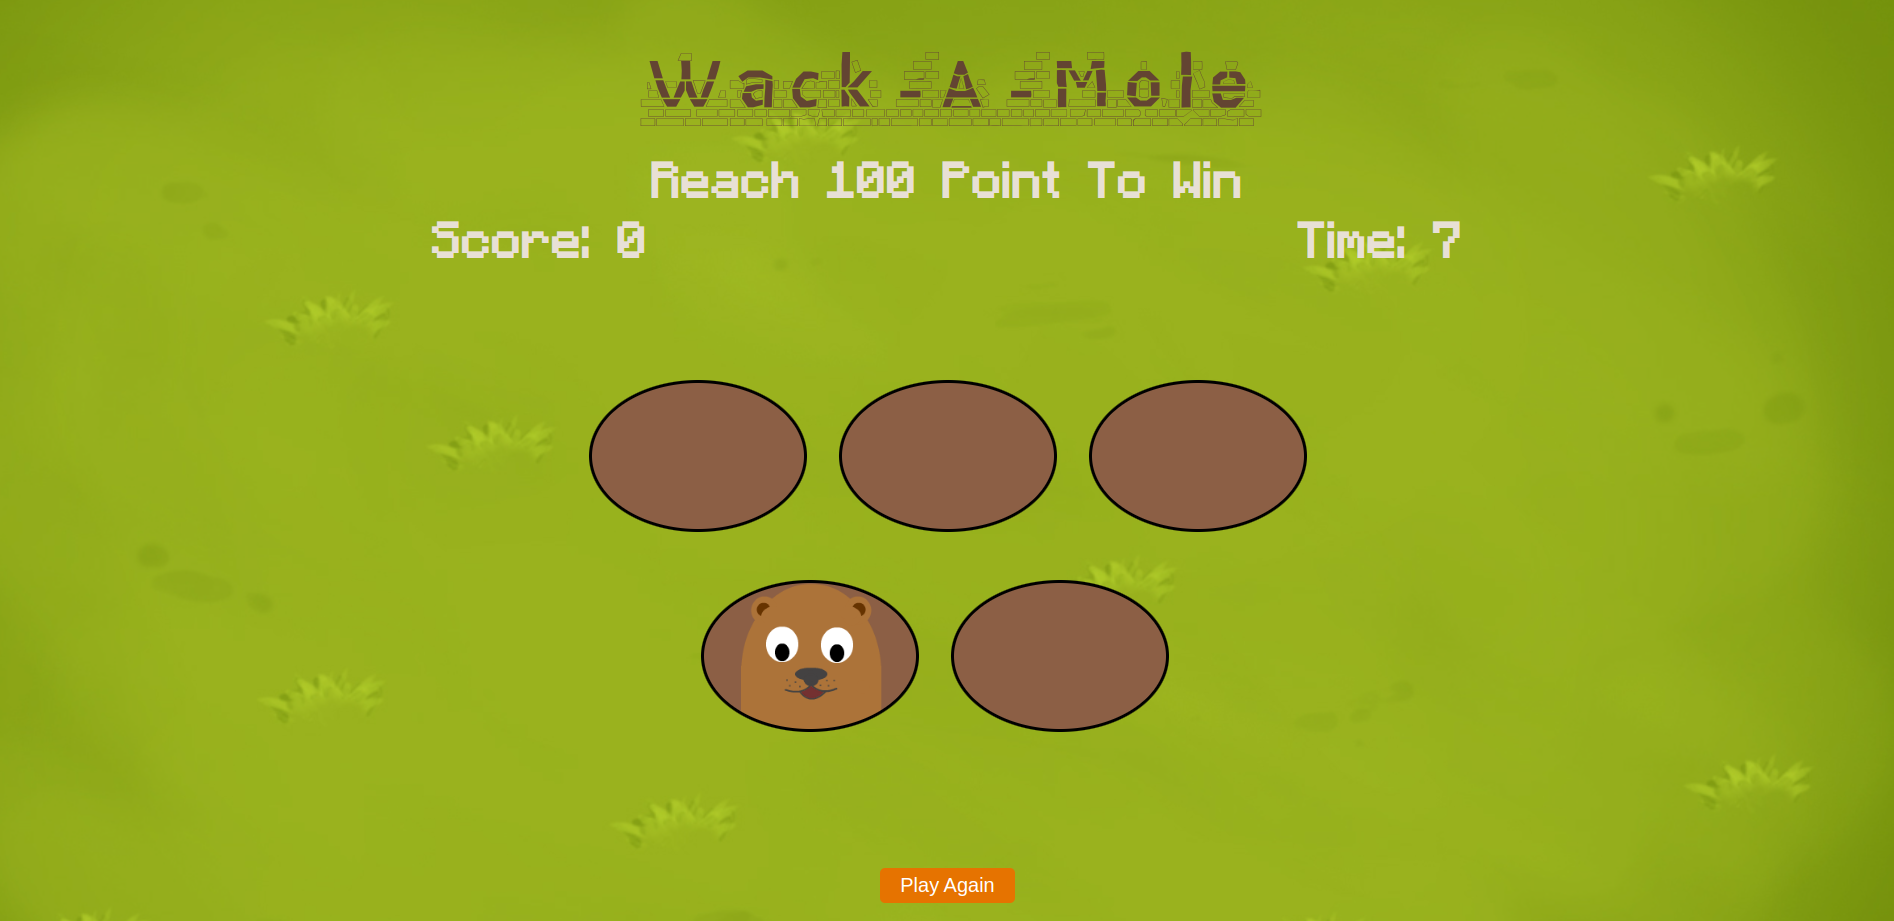 Wack -A -Mole
Reach 100 Point To Win
Score: 0
Time: 7
Play Again